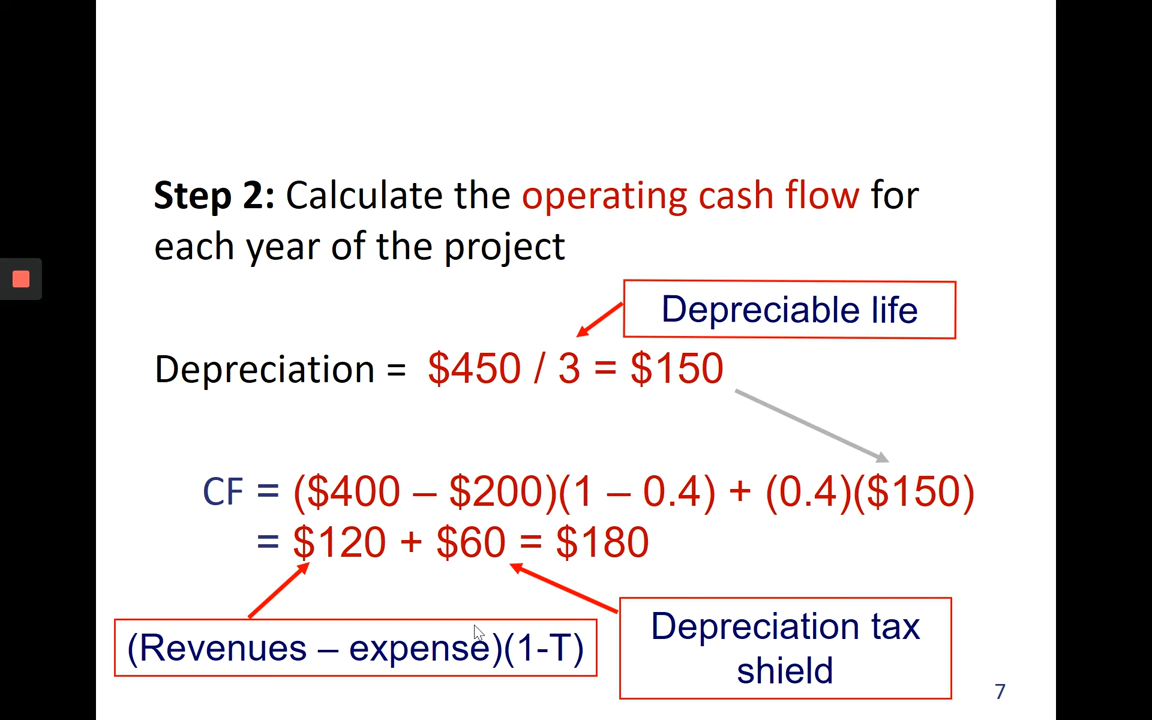 Step 2: Calculate the operating cash flow for
each year of the project
Depreciable life
Depreciation = $450 / 3 = $150
CF = ($400 – $200)(1 – 0.4) + (0.4)($150)
= $120 + $60 = $180
(Revenues – expense)(1-T)
Depreciation tax
shield
7